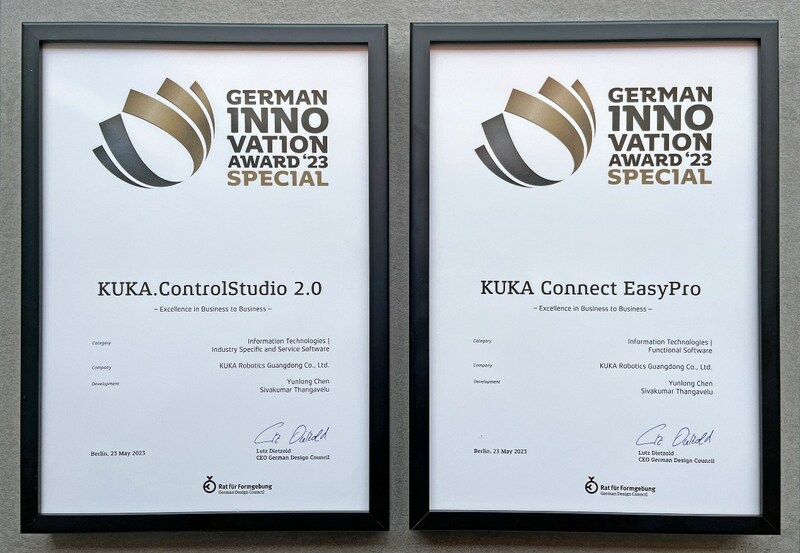 GERMAN
INNO
VATION
AWARD '23
SPECIAL
KUKA.ControlStudio 2.0
– Excellence in Business to Business –
Category
Information Technologies |
Industry Specific and Service Software
Company
KUKA Robotics Guangdong Co., Ltd.
Development
Yunlong Chen
Sivakumar Thangavelu
Berlin, 23 May 2023
Lutz Dietzold
CEO German Design Council
Rat für Formgebung
German Design Council
GERMAN
INNO
VATION
AWARD '23
SPECIAL
KUKA Connect EasyPro
– Excellence in Business to Business –
Category
Information Technologies |
Functional Software
Company
KUKA Robotics Guangdong Co., Ltd.
Development
Yunlong Chen
Sivakumar Thangavelu
Berlin, 23 May 2023
Lutz Dietzold
CEO German Design Council
Rat für Formgebung
German Design Council